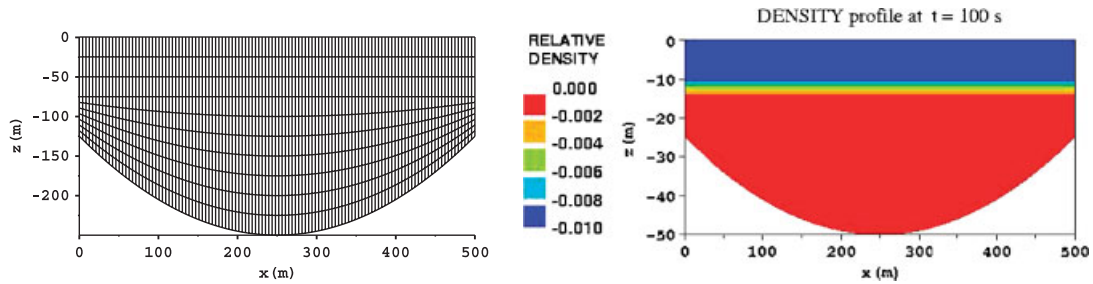 0
-50
-100
-150
-200
z (m)
0 100 200 300 400 500
x (m)
RELATIVE
DENSITY
0.000
-0.002
-0.004
-0.006
-0.008
-0.010
DENSITY profile at t = 100 s
0
-10
-20
-30
-40
-50
z (m)
0 100 200 300 400 500
x (m)